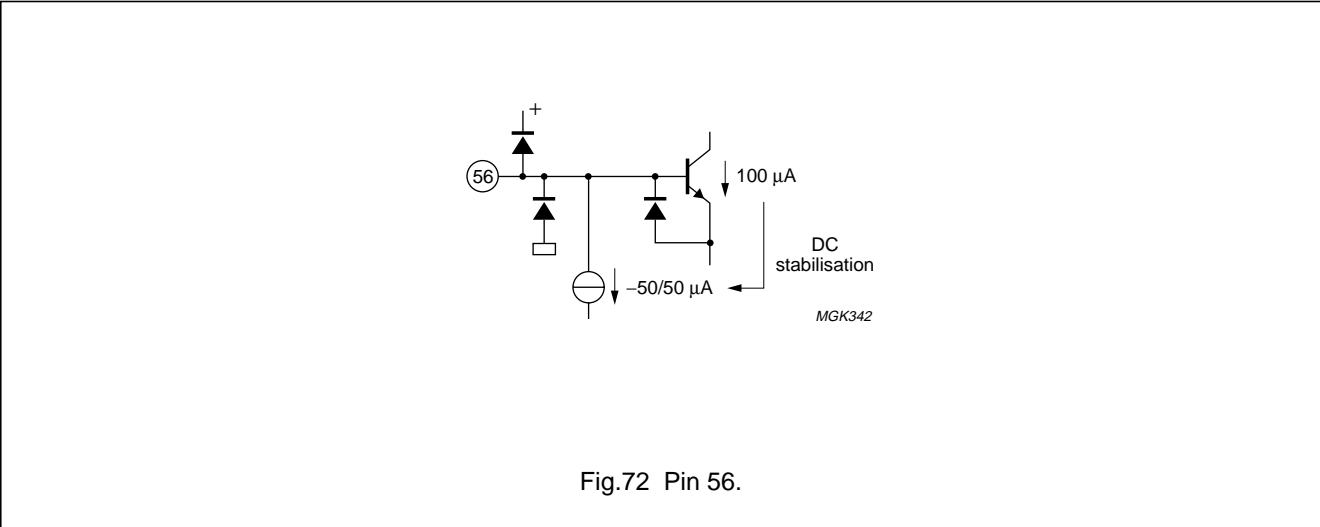 +
56
100 μA
DC
stabilisation
−50/50 μA
MGK342
Fig.72 Pin 56.